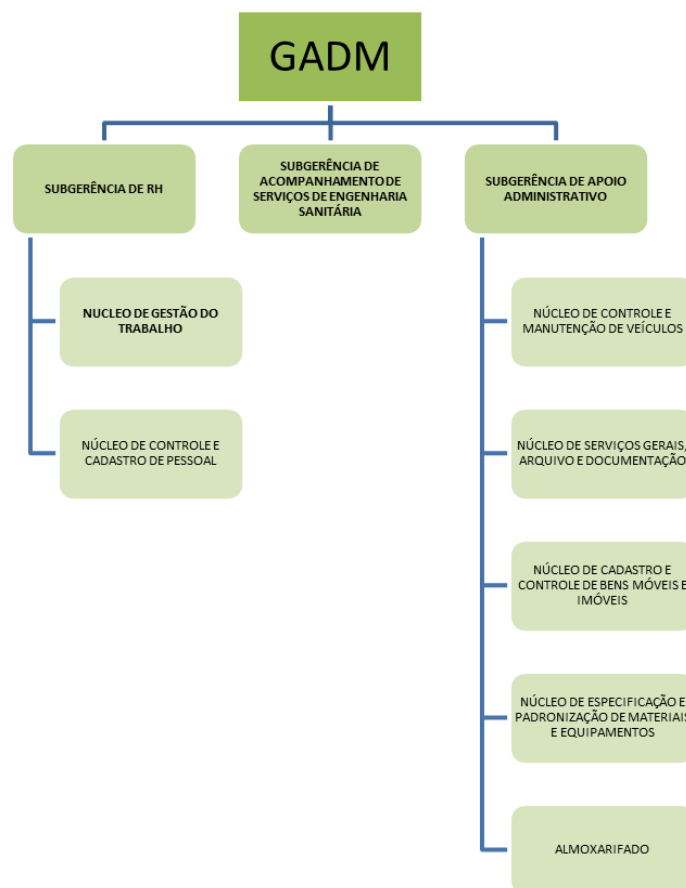 GADM
SUBGERÊNCIA DE RH
SUBGERÊNCIA DE
ACOMPANHAMENTO DE
SERVIÇOS DE ENGENHARIA
SANITÁRIA
SUBGERÊNCIA DE APOIO
ADMINISTRATIVO
NUCLEO DE GESTÃO DO
TRABALHO
NÚCLEO DE CONTROLE E
CADASTRO DE PESSOAL
NÚCLEO DE CONTROLE E
MANUTENÇÃO DE VEÍCULOS
NÚCLEO DE SERVIÇOS GERAIS,
ARQUIVO E DOCUMENTAÇÃO
NÚCLEO DE CADASTRO E
CONTROLE DE BENS MÓVEIS E
IMÓVEIS
NÚCLEO DE ESPECIFICAÇÃO E
PADRONIZAÇÃO DE MATERIAIS
E EQUIPAMENTOS
ALMOXARIFADO